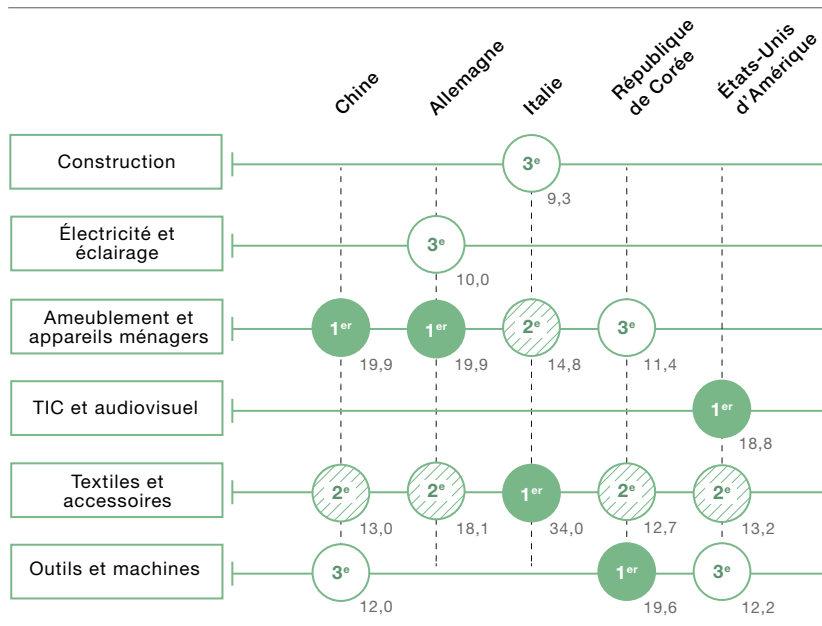 Chine
Allemagne
Italie
République
de Corée
États-Unis
d’Amérique
Construction
3e
9,3
Électricité et
éclairage
3e
10,0
Ameublement et
appareils ménagers
1er
1er
2e
3e
19,9
19,9
14,8
11,4
TIC et audiovisuel
1er
18,8
Textiles et
accessoires
2e
2e
1er
2e
2e
13,0
18,1
34,0
12,7
13,2
Outils et machines
3e
1er
3e
12,0
19,6
12,2